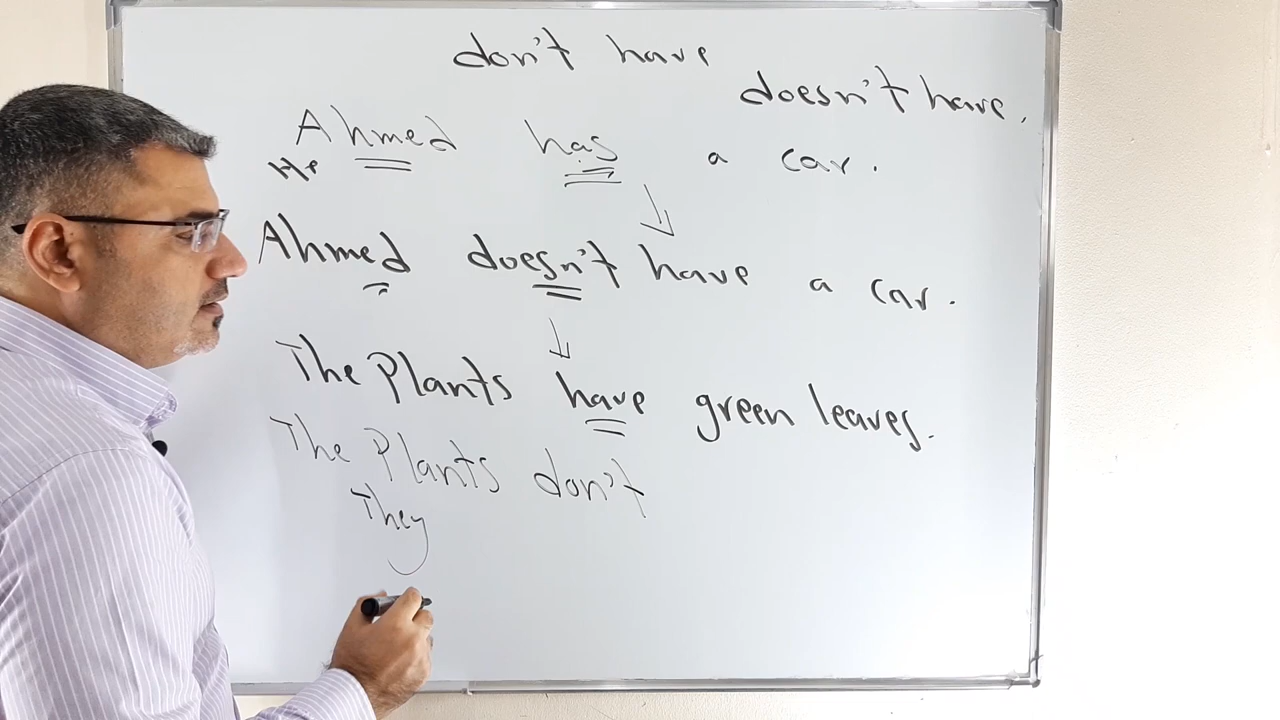 don't have
doesn't have.
Ahmed has a car.
He
Ahmed doesn't have a car.
The Plants have green leaves.
The Plants don't
They